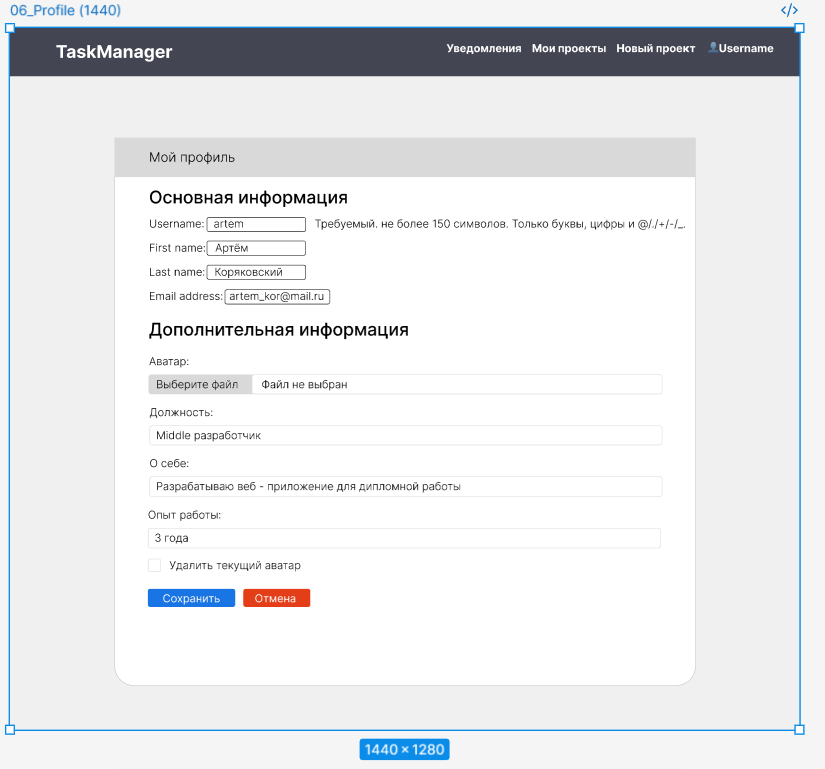 06_Profile (1440)
</>
TaskManager
Уведомления Мои проекты Новый проект Username
Мой профиль
Основная информация
Username: artem Требуемый. не более 150 символов. Только буквы, цифры и @/./+/-/_.
First name: Артём
Last name: Коряковский
Email address: artem_kor@mail.ru
Дополнительная информация
Аватар:
Выберите файл Файл не выбран
Должность:
Middle разработчик
О себе:
Разрабатываю веб - приложение для дипломной работы
Опыт работы:
3 года
Удалить текущий аватар
Сохранить Отмена
1440 × 1280